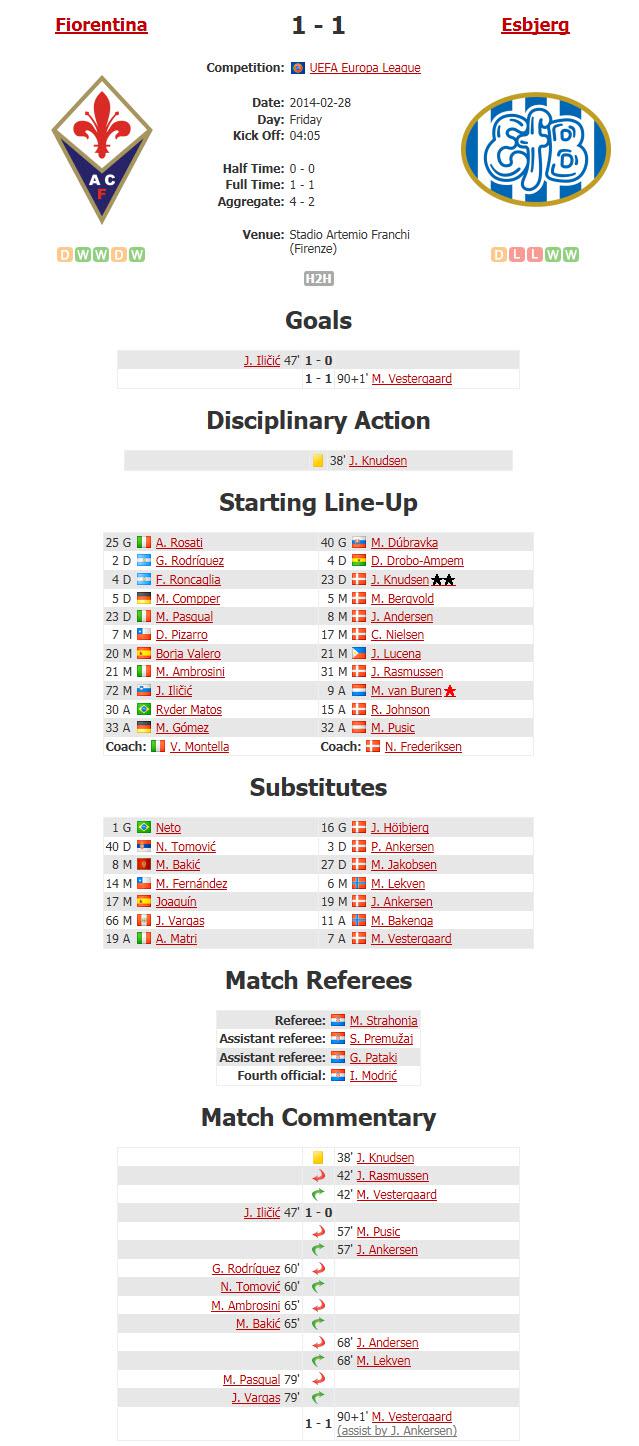 Fiorentina 1 - 1 Esbjerg
Competition: UEFA Europa League
Date: 2014-02-28
Day: Friday
Kick Off: 04:05
Half Time: 0 - 0
Full Time: 1 - 1
Aggregate: 4 - 2
Venue: Stadio Artemio Franchi
(Firenze)
A C
F
EfB
D W W D W
D L L W W
H2H
Goals
J. Iličić 47' 1 - 0
1 - 1 90+1' M. Vestergaard
Disciplinary Action
38' J. Knudsen
Starting Line-Up
25 G A. Rosati 40 G M. Dúbravka
2 D G. Rodríguez 4 D D. Drobo-Ampem
4 D F. Roncaglia 23 D J. Knudsen
5 D M. Compper 5 M M. Bergvold
23 D M. Pasqual 8 M J. Andersen
7 M D. Pizarro 17 M C. Nielsen
20 M Borja Valero 21 M J. Lucena
21 M M. Ambrosini 31 M J. Rasmussen
72 M J. Iličić 9 A M. van Buren
30 A Ryder Matos 15 A R. Johnson
33 A M. Gómez 32 A M. Pusic
Coach: V. Montella Coach: N. Frederiksen
Substitutes
1 G Neto 16 G J. Höjbjerg
40 D N. Tomović 3 D P. Ankersen
8 M M. Bakić 27 D M. Jakobsen
14 M M. Fernández 6 M M. Lekven
17 M Joaquín 19 M J. Ankersen
66 M J. Vargas 11 A M. Bakenga
19 A A. Matri 7 A M. Vestergaard
Match Referees
Referee: M. Strahonja
Assistant referee: S. Premužaj
Assistant referee: G. Pataki
Fourth official: I. Modrić
Match Commentary
38' J. Knudsen
42' J. Rasmussen
42' M. Vestergaard
J. Iličić 47' 1 - 0
57' M. Pusic
57' J. Ankersen
G. Rodríguez 60'
N. Tomović 60'
M. Ambrosini 65'
M. Bakić 65'
68' J. Andersen
68' M. Lekven
M. Pasqual 79'
J. Vargas 79'
1 - 1 90+1' M. Vestergaard
(assist by J. Ankersen)